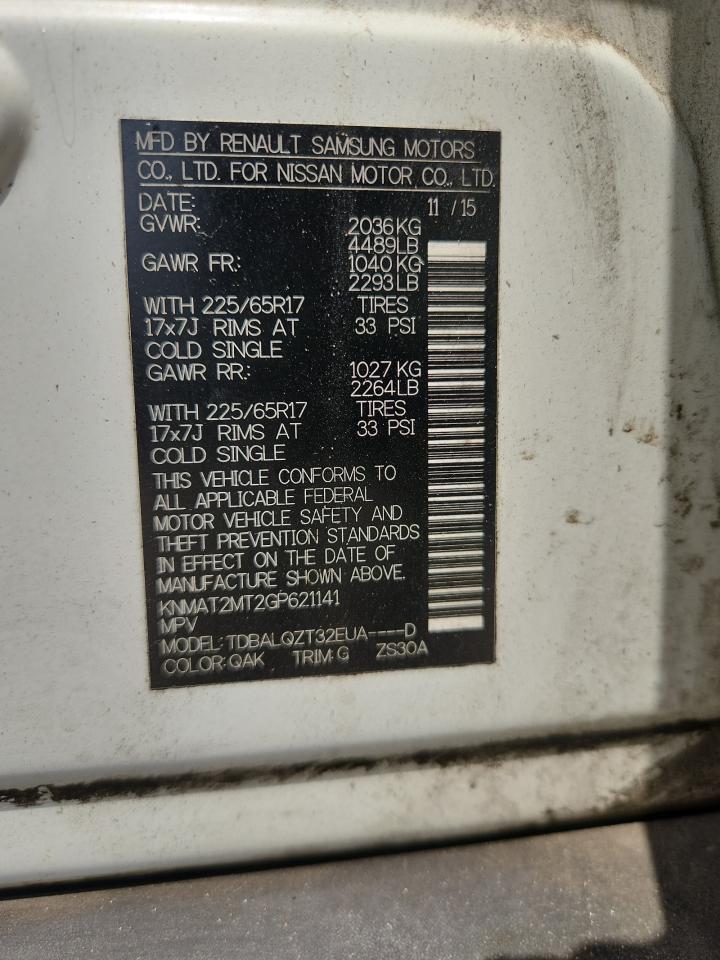 MFD BY RENAULT SAMSUNG MOTORS
CO., LTD. FOR NISSAN MOTOR CO., LTD.
DATE: 11 / 15
GVWR: 2036 KG
4489 LB
GAWR FR.: 1040 KG
2293 LB
WITH 225/65R17 TIRES
17x7J RIMS AT 33 PSI
COLD SINGLE
GAWR RR.: 1027 KG
2264 LB
WITH 225/65R17 TIRES
17x7J RIMS AT 33 PSI
COLD SINGLE
THIS VEHICLE CONFORMS TO
ALL APPLICABLE FEDERAL
MOTOR VEHICLE SAFETY AND
THEFT PREVENTION STANDARDS
IN EFFECT ON THE DATE OF
MANUFACTURE SHOWN ABOVE.
KNMAT2MT2GP621141
MPV
MODEL: TDBALQZT32EUA----D
COLOR: QAK TRIM: G ZS30A